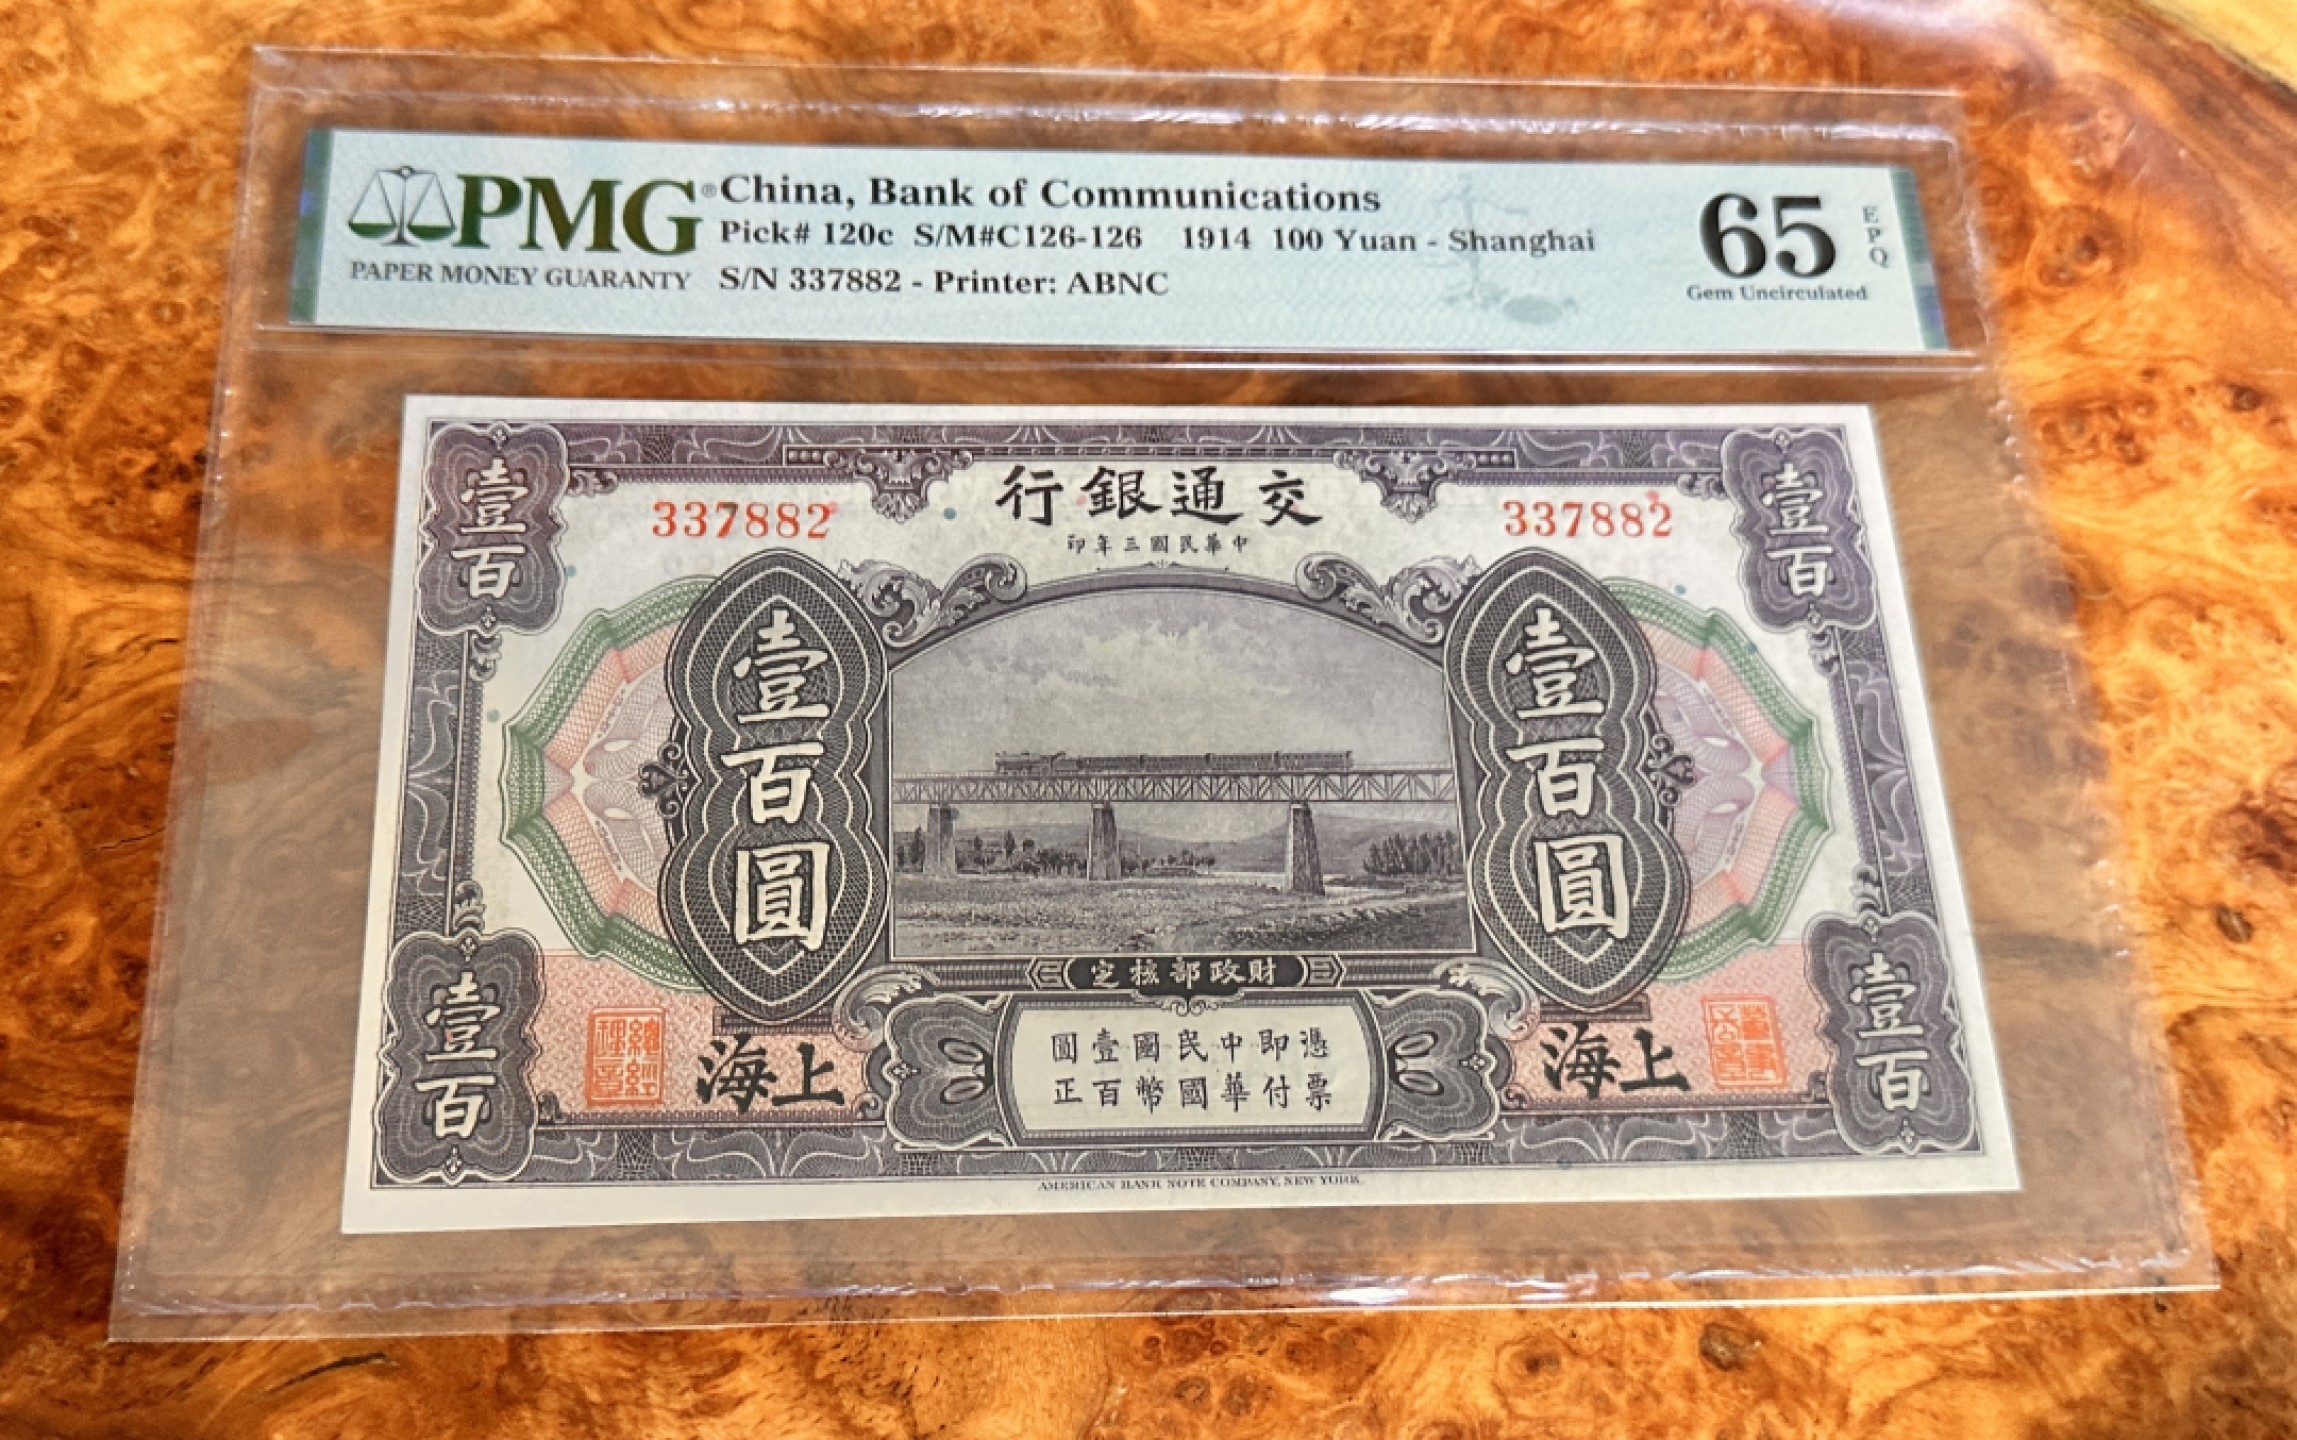 PMG® China, Bank of Communications
Pick# 120c S/M#C126-126 1914 100 Yuan - Shanghai
PAPER MONEY GUARANTY
S/N 337882 - Printer: ABNC
65 EPQ
Gem Uncirculated
壹百
行銀通交
壹百
337882
337882
印年三國民華中
壹百圓
壹百圓
定核部政財
圓壹國民中即憑
正百幣國華付票
海上
海上
壹百
壹百
AMERICAN BANK NOTE COMPANY, NEW YORK.